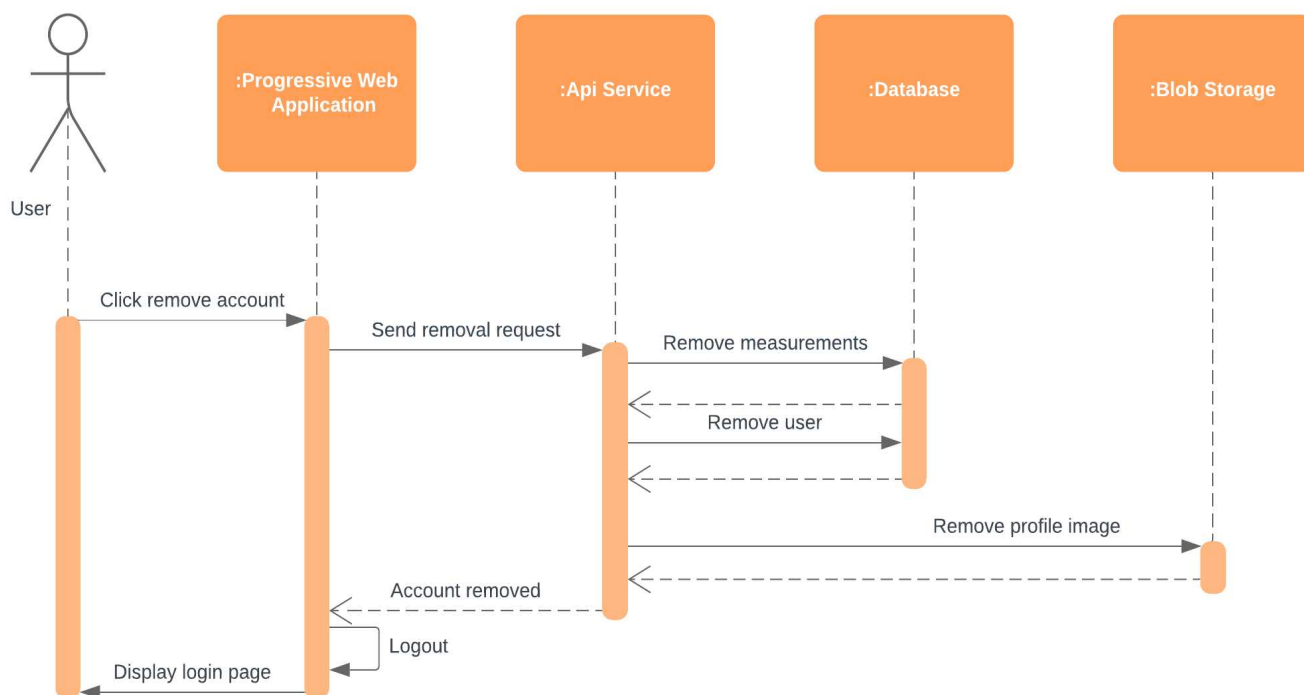 :Progressive Web
Application
:Api Service
:Database
:Blob Storage
User
Click remove account
Send removal request
Remove measurements
Remove user
Remove profile image
Account removed
Logout
Display login page